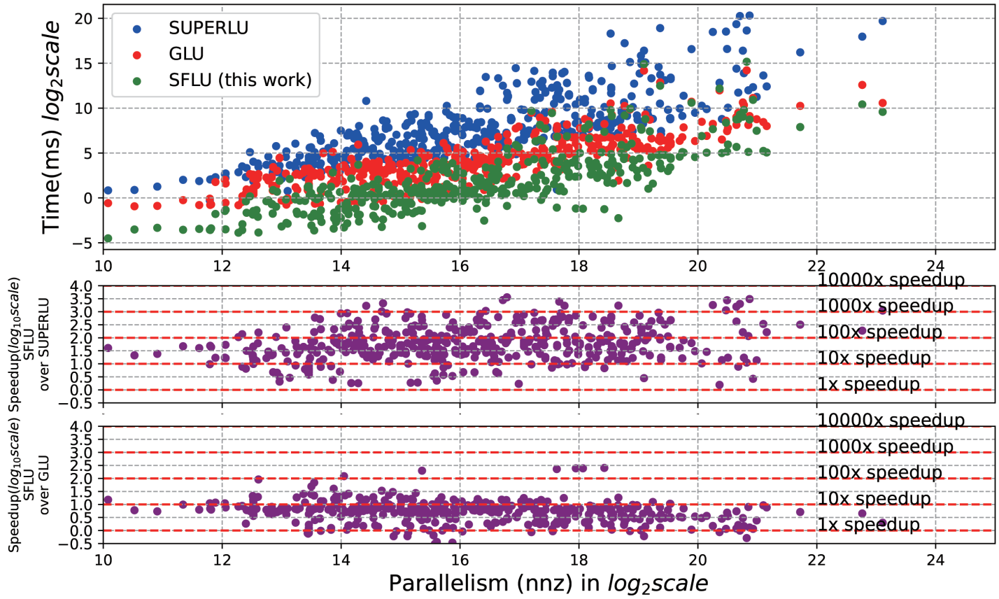 20
15
10
5
0
−5
Time(ms) log2scale
SUPERLU
GLU
SFLU (this work)
10 12 14 16 18 20 22 24
4.0
3.5
3.0
2.5
2.0
1.5
1.0
0.5
0.0
−0.5
Speedup(log10scale)
SFLU
over SUPERLU
10000x speedup
1000x speedup
100x speedup
10x speedup
1x speedup
4.0
3.5
3.0
2.5
2.0
1.5
1.0
0.5
0.0
−0.5
Speedup(log10scale)
SFLU
over GLU
10000x speedup
1000x speedup
100x speedup
10x speedup
1x speedup
10 12 14 16 18 20 22 24
Parallelism (nnz) in log2scale